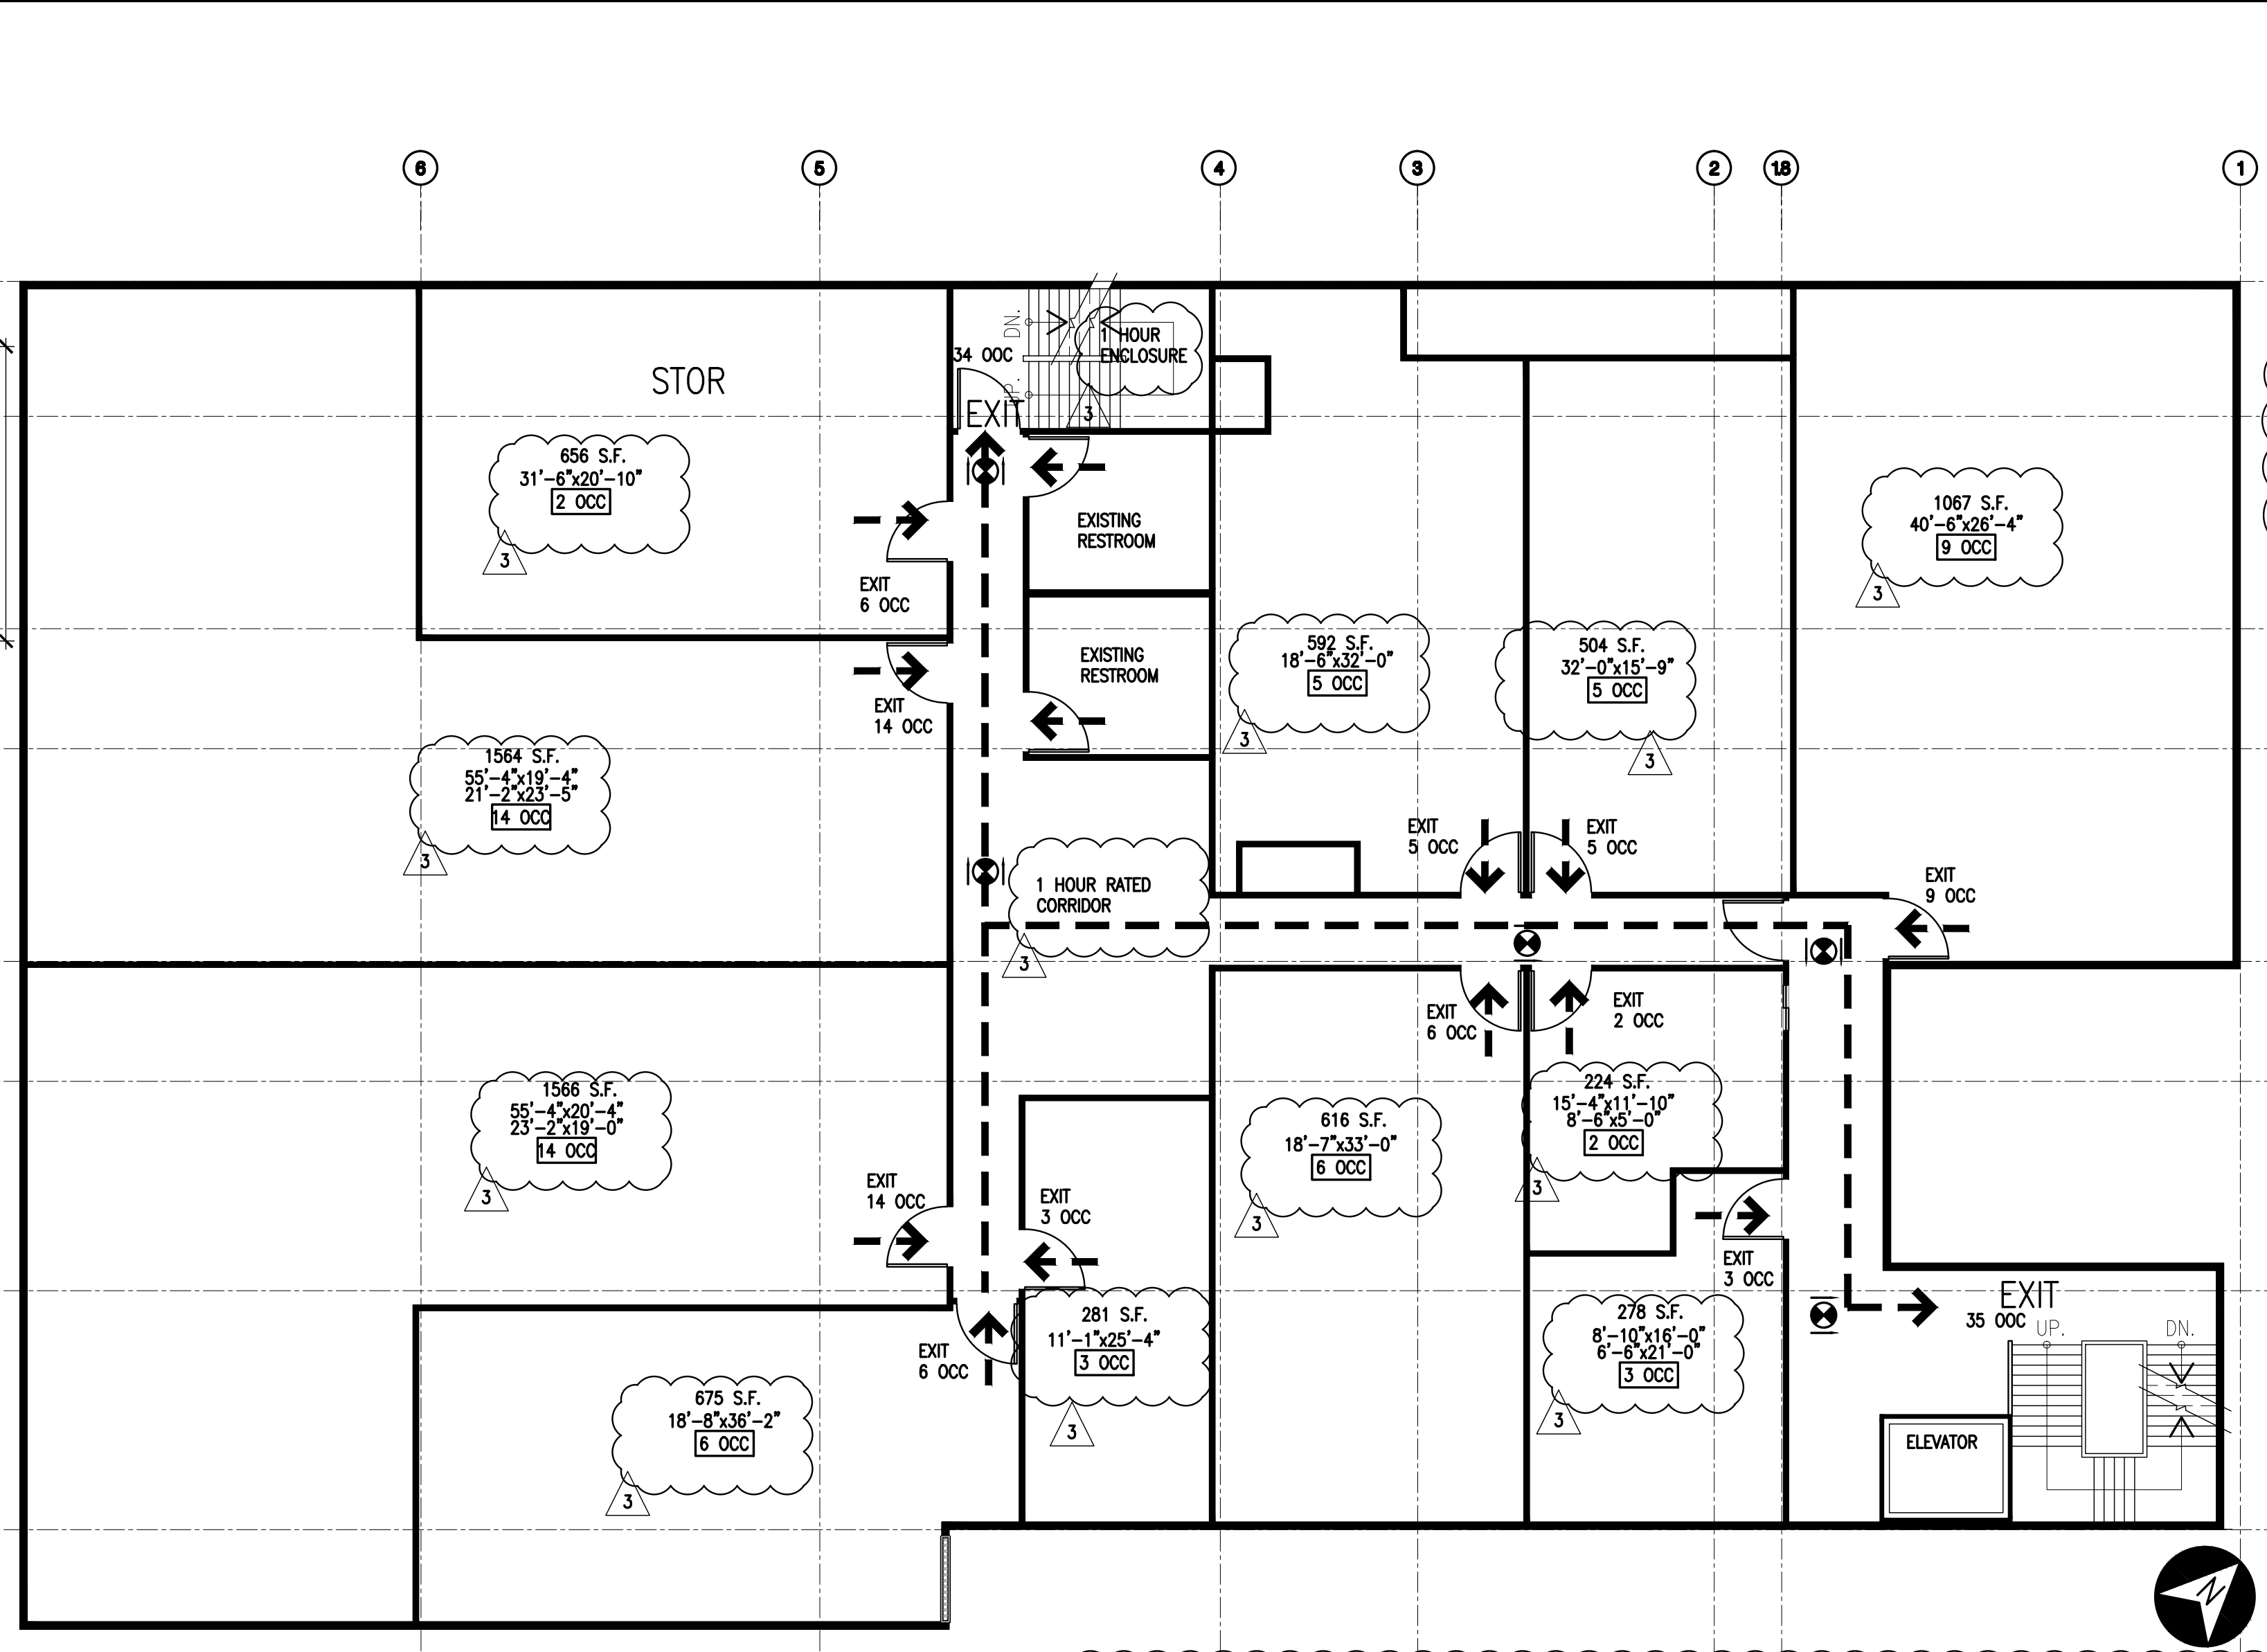 6
5
4
3
2
1.8
1
DN.
1 HOUR
ENCLOSURE
34 OOC
UP.
EXIT
3
STOR
656 S.F.
31'-6"x20'-10"
2 OCC
3
EXIT
6 OCC
EXISTING
RESTROOM
1067 S.F.
40'-6"x26'-4"
9 OCC
3
EXISTING
RESTROOM
592 S.F.
18'-6"x32'-0"
5 OCC
3
504 S.F.
32'-0"x15'-9"
5 OCC
3
EXIT
14 OCC
1564 S.F.
55'-4"x19'-4"
21'-2"x23'-5"
14 OCC
3
EXIT
5 OCC
EXIT
5 OCC
EXIT
9 OCC
1 HOUR RATED
CORRIDOR
3
EXIT
6 OCC
EXIT
2 OCC
1566 S.F.
55'-4"x20'-4"
23'-2"x19'-0"
14 OCC
3
616 S.F.
18'-7"x33'-0"
6 OCC
3
224 S.F.
15'-4"x11'-10"
8'-6"x5'-0"
2 OCC
3
EXIT
14 OCC
EXIT
3 OCC
EXIT
3 OCC
281 S.F.
11'-1"x25'-4"
3 OCC
3
278 S.F.
8'-10"x16'-0"
6'-6"x21'-0"
3 OCC
3
EXIT
35 OOC
UP.
DN.
EXIT
6 OCC
675 S.F.
18'-8"x36'-2"
6 OCC
3
ELEVATOR
N